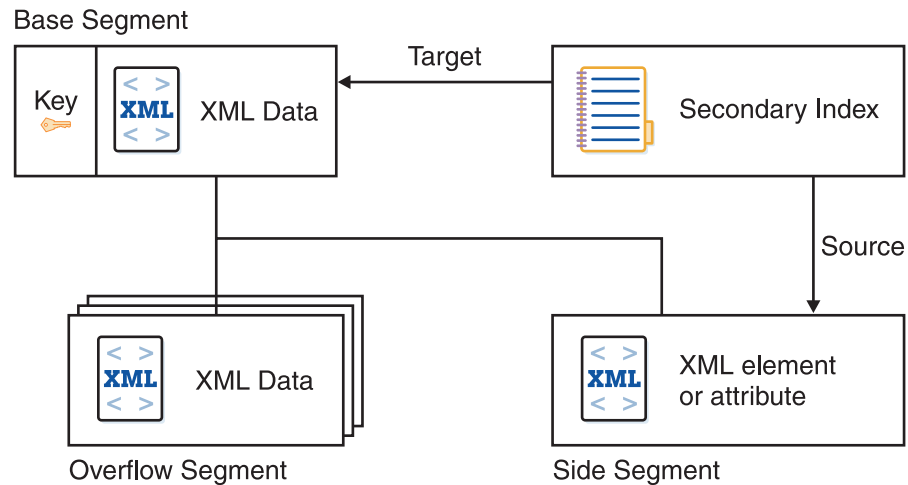 Base Segment
Key
< >
XML
< >
XML Data
Target
Secondary Index
Source
< >
XML
< >
XML Data
Overflow Segment
< >
XML
< >
XML element
or attribute
Side Segment